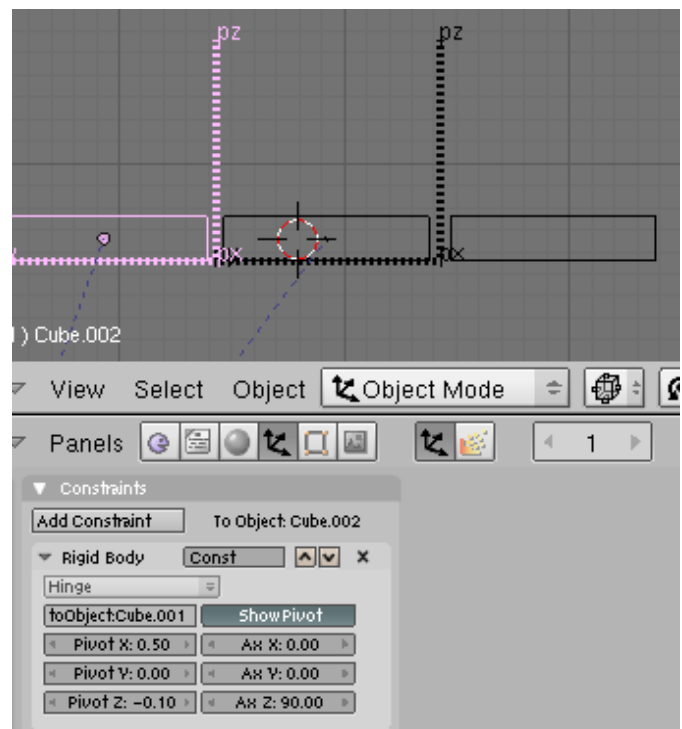 pz pz
px px
) Cube.002
View Select Object Object Mode
Panels 1
Constraints
Add Constraint To Object: Cube.002
Rigid Body Const x
Hinge
toObject:Cube.001 Show Pivot
Pivot X: 0.50 Ax X: 0.00
Pivot Y: 0.00 Ax Y: 0.00
Pivot Z: -0.10 Ax Z: 90.00